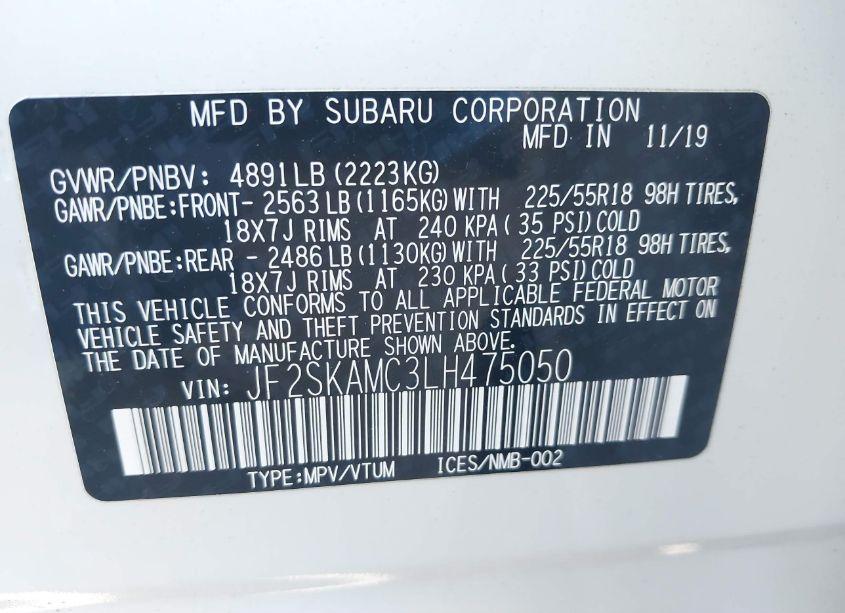 MFD BY SUBARU CORPORATION
MFD IN 11/19
GVWR/PNBV: 4891LB (2223KG)
GAWR/PNBE:FRONT- 2563 LB (1165KG) WITH 225/55R18 98H TIRES,
18X7J RIMS AT 240 KPA ( 35 PSI) COLD
GAWR/PNBE:REAR - 2486 LB (1130KG) WITH 225/55R18 98H TIRES,
18X7J RIMS AT 230 KPA ( 33 PSI) COLD
THIS VEHICLE CONFORMS TO ALL APPLICABLE FEDERAL MOTOR
VEHICLE SAFETY AND THEFT PREVENTION STANDARDS IN EFFECT ON
THE DATE OF MANUFACTURE SHOWN ABOVE.
VIN: JF2SKAMC3LH475050
TYPE:MPV/VTUM ICES/NMB-002